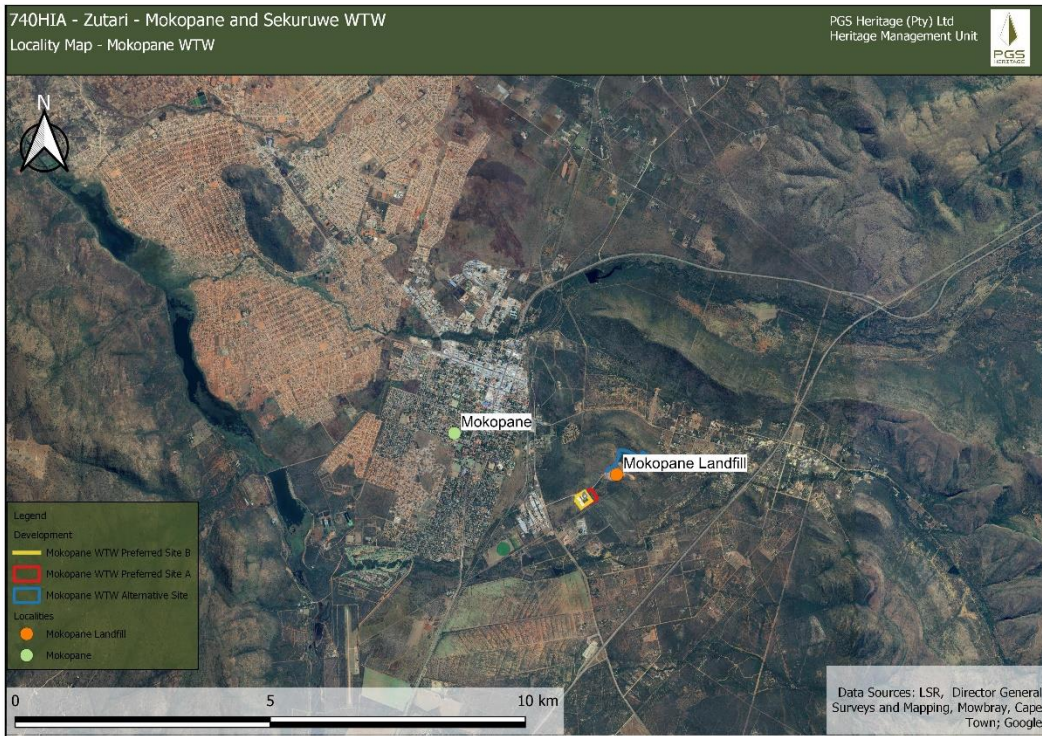 740HIA - Zutari - Mokopane and Sekuruwe WTW
Locality Map - Mokopane WTW
PGS Heritage (Pty) Ltd
Heritage Management Unit
PGS
HERITAGE
N
Mokopane
Mokopane Landfill
Legend
Development
Mokopane WTW Preferred Site B
Mokopane WTW Preferred Site A
Mokopane WTW Alternative Site
Localities
Mokopane Landfill
Mokopane
0 5 10 km
Data Sources: LSR, Director General
Surveys and Mapping, Mowbray, Cape
Town; Google